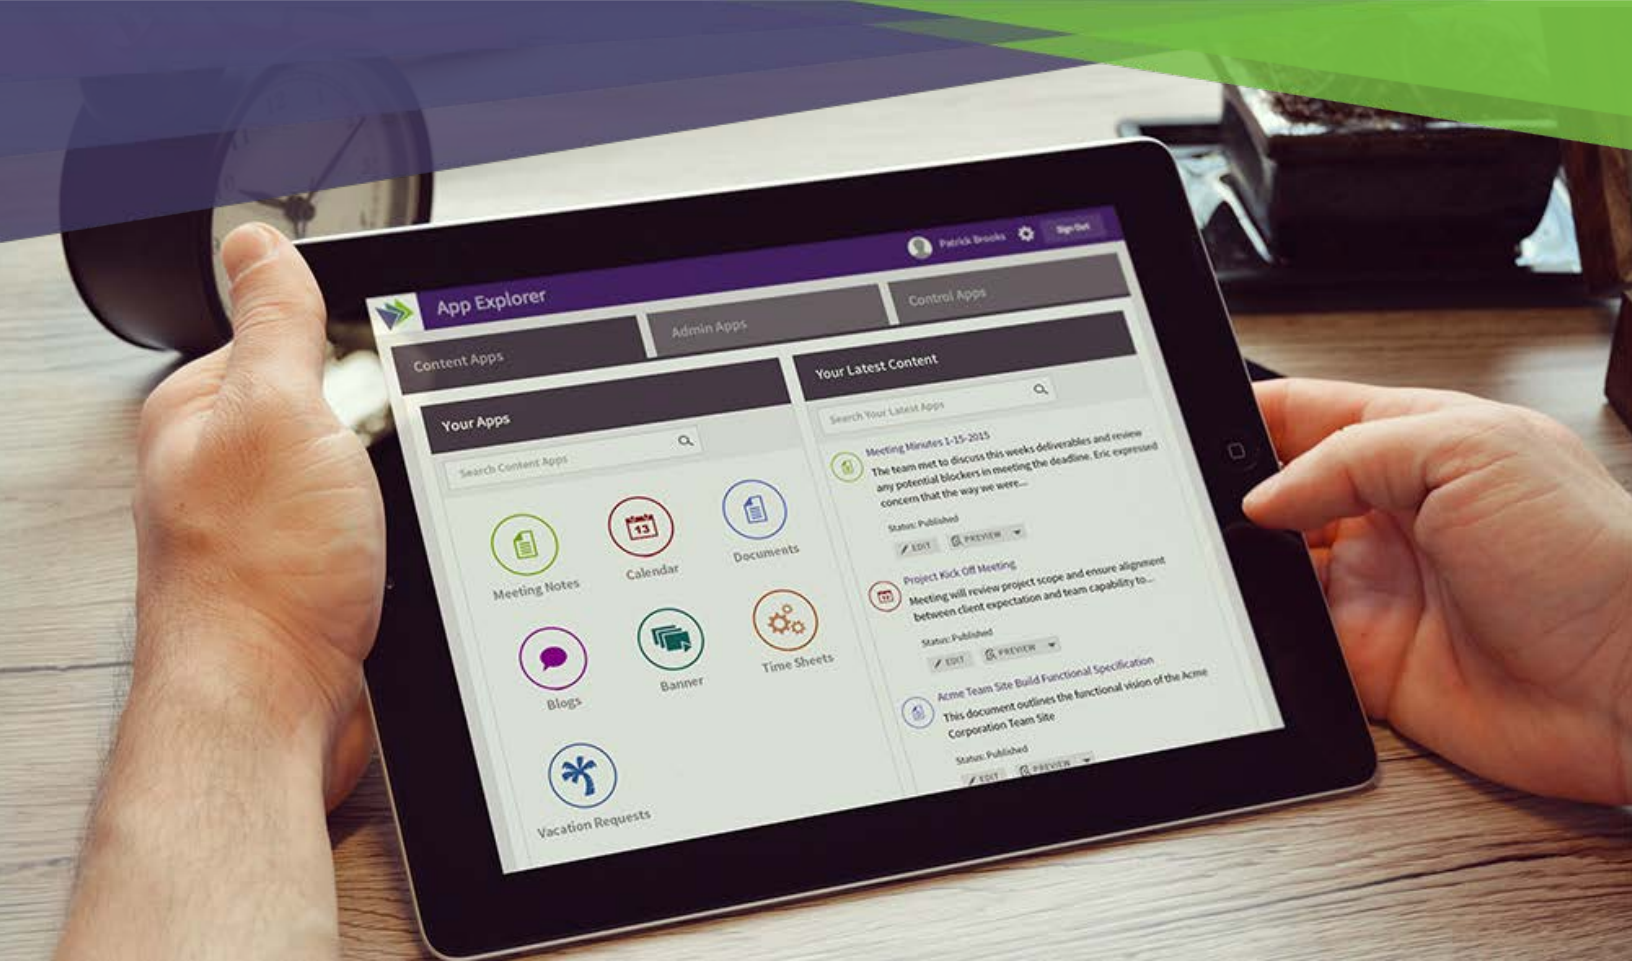 App Explorer
Patrick Brooks
Sign Out
Content Apps
Admin Apps
Control Apps
Your Apps
Search Content Apps
Meeting Notes
13
Calendar
Documents
Blogs
Banner
Time Sheets
Vacation Requests
Your Latest Content
Search Your Latest Apps
Meeting Minutes 1-15-2015
The team met to discuss this weeks deliverables and review
any potential blockers in meeting the deadline. Eric expressed
concern that the way we were...
Status: Published
EDIT PREVIEW
Project Kick Off Meeting
Meeting will review project scope and ensure alignment
between client expectation and team capability to...
Status: Published
EDIT PREVIEW
Acme Team Site Build Functional Specification
This document outlines the functional vision of the Acme
Corporation Team Site
Status: Published
EDIT PREVIEW